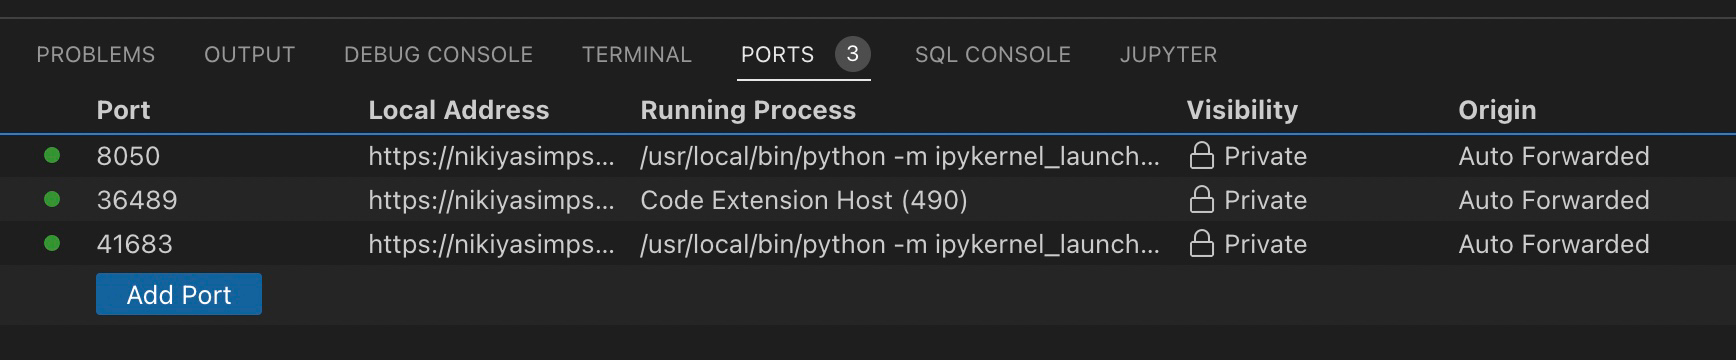 PROBLEMS OUTPUT DEBUG CONSOLE TERMINAL PORTS 3 SQL CONSOLE JUPYTER
Port Local Address Running Process Visibility Origin
8050 https://nikiyasimps... /usr/local/bin/python -m ipykernel_launch... Private Auto Forwarded
36489 https://nikiyasimps... Code Extension Host (490) Private Auto Forwarded
41683 https://nikiyasimps... /usr/local/bin/python -m ipykernel_launch... Private Auto Forwarded
Add Port